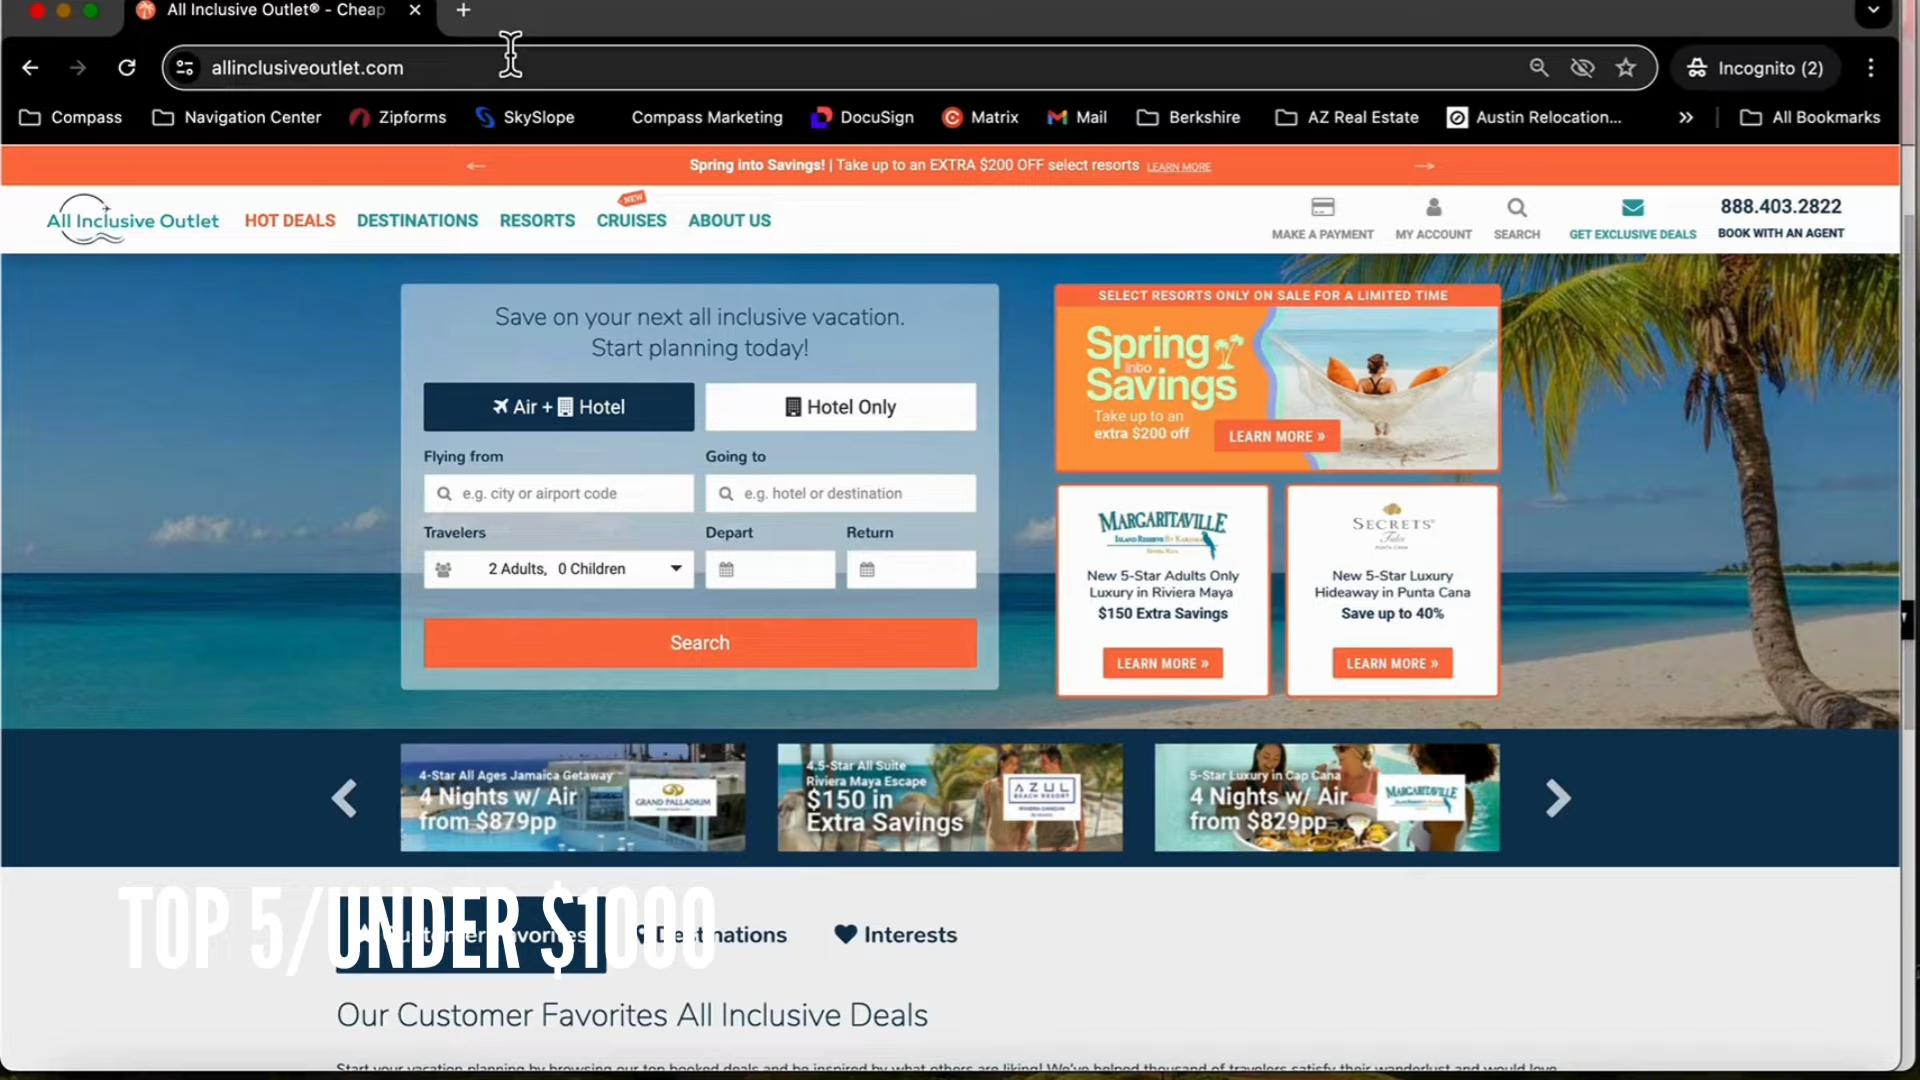 All Inclusive Outlet® - Cheap
allinclusiveoutlet.com
Incognito (2)
Compass
Navigation Center
Zipforms
SkySlope
Compass Marketing
DocuSign
Matrix
Mail
Berkshire
AZ Real Estate
Austin Relocation...
All Bookmarks
Spring into Savings! | Take up to an EXTRA $200 OFF select resorts LEARN MORE
All Inclusive Outlet
HOT DEALS
DESTINATIONS
RESORTS
NEW
CRUISES
ABOUT US
MAKE A PAYMENT
MY ACCOUNT
SEARCH
GET EXCLUSIVE DEALS
888.403.2822
BOOK WITH AN AGENT
Save on your next all inclusive vacation.
Start planning today!
Air + Hotel
Hotel Only
Flying from
Going to
e.g. city or airport code
e.g. hotel or destination
Travelers
Depart
Return
2 Adults, 0 Children
Search
SELECT RESORTS ONLY ON SALE FOR A LIMITED TIME
Spring
into
Savings
Take up to an
extra $200 off
LEARN MORE »
MARGARITAVILLE
ISLAND RESERVE BY KARISMA
RIVIERA MAYA
New 5-Star Adults Only
Luxury in Riviera Maya
$150 Extra Savings
LEARN MORE »
SECRETS
Tides
PUNTA CANA
New 5-Star Luxury
Hideaway in Punta Cana
Save up to 40%
LEARN MORE »
4-Star All Ages Jamaica Getaway
4 Nights w/ Air
from $879pp
GRAND PALLADIUM
4.5-Star All Suite
Riviera Maya Escape
$150 in
Extra Savings
AZUL
BEACH RESORT
5-Star Luxury in Cap Cana
4 Nights w/ Air
from $829pp
MARGARITAVILLE
TOP 5/UNDER $1000
Customer Favorites
Destinations
Interests
Our Customer Favorites All Inclusive Deals
Start your vacation planning by browsing our top booked deals and be inspired by what others are liking! We've helped thousand of travelers satisfy their wanderlust and would love